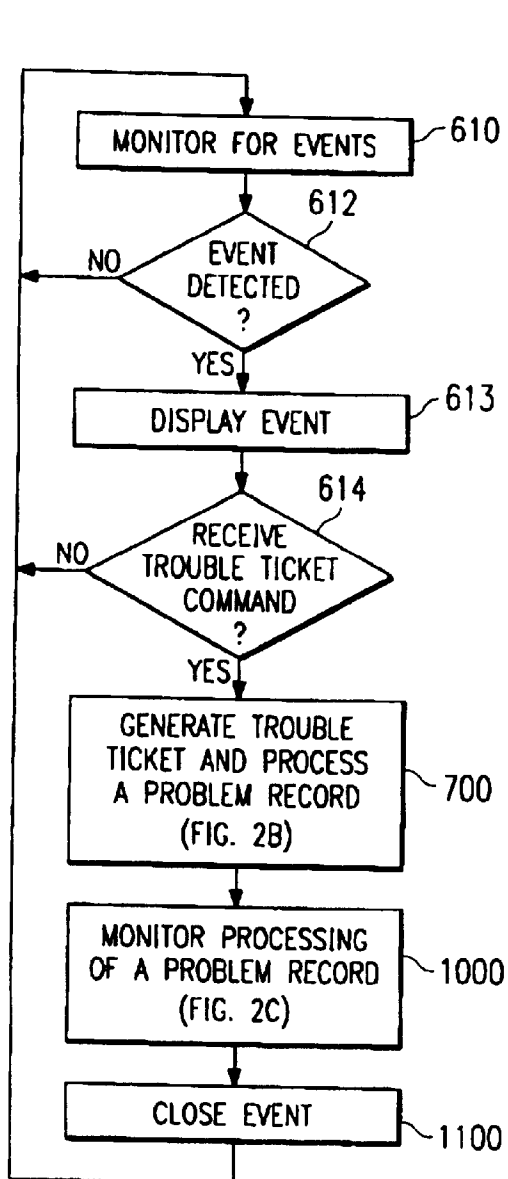 MONITOR FOR EVENTS
610
612
EVENT
DETECTED
?
NO
YES
DISPLAY EVENT
613
614
RECEIVE
TROUBLE TICKET
COMMAND
?
NO
YES
GENERATE TROUBLE
TICKET AND PROCESS
A PROBLEM RECORD
(FIG. 2B)
700
MONITOR PROCESSING
OF A PROBLEM RECORD
(FIG. 2C)
1000
CLOSE EVENT
1100